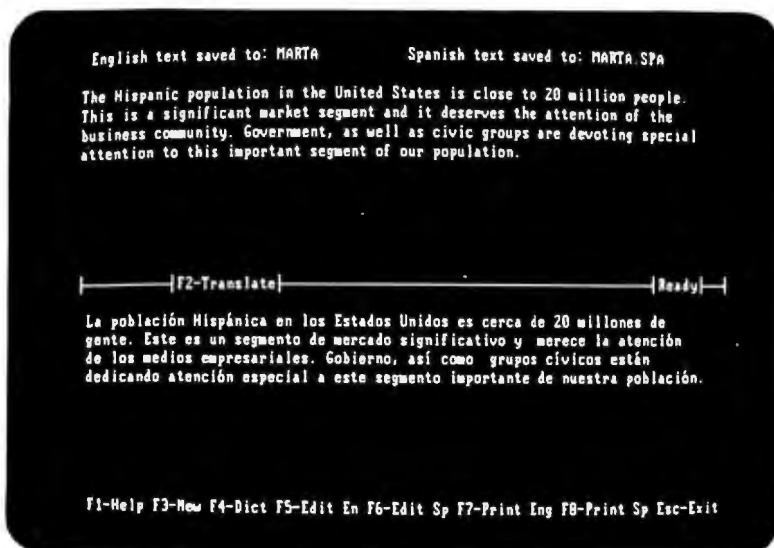 English text saved to: MARTA Spanish text saved to: MARTA.SPA
The Hispanic population in the United States is close to 20 million people.
This is a significant market segment and it deserves the attention of the
business community. Government, as well as civic groups are devoting special
attention to this important segment of our population.
F2-Translate Ready
La población Hispánica en los Estados Unidos es cerca de 20 millones de
gente. Este es un segmento de mercado significativo y merece la atención
de los medios empresariales. Gobierno, así como grupos cívicos están
dedicando atención especial a este segmento importante de nuestra población.
F1-Help F3-New F4-Dict F5-Edit En F6-Edit Sp F7-Print Eng F8-Print Sp Esc-Exit